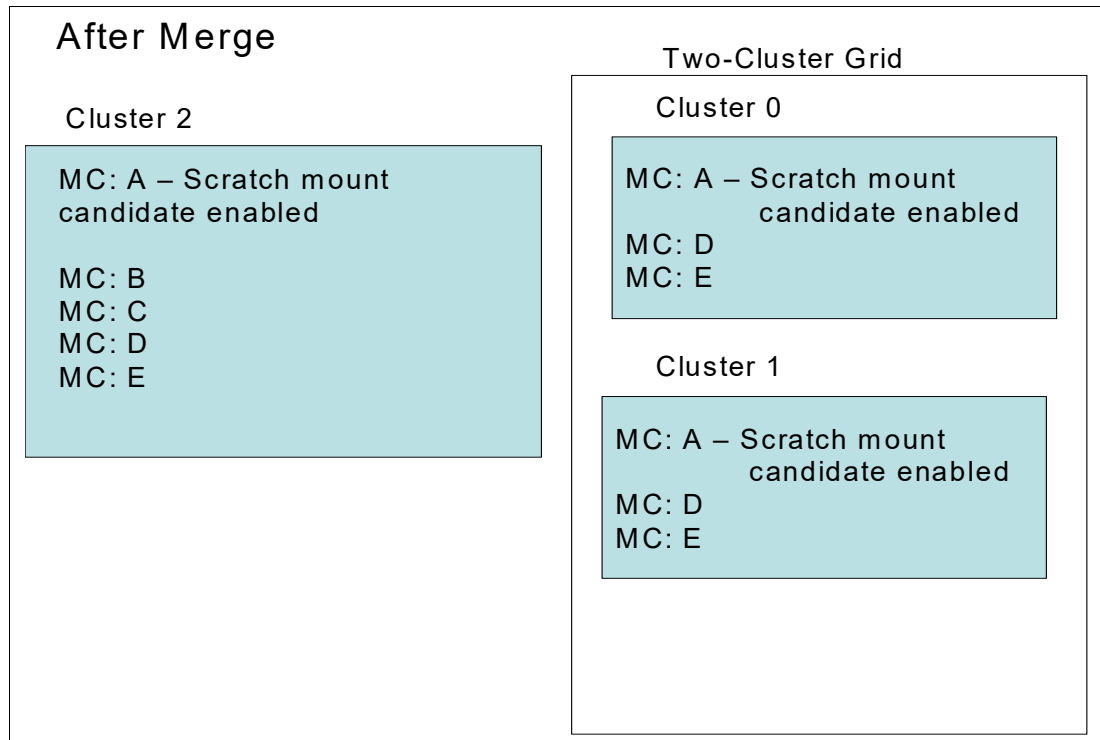 After Merge
Cluster 2
MC: A – Scratch mount
candidate enabled
MC: B
MC: C
MC: D
MC: E
Two-Cluster Grid
Cluster 0
MC: A – Scratch mount
candidate enabled
MC: D
MC: E
Cluster 1
MC: A – Scratch mount
candidate enabled
MC: D
MC: E